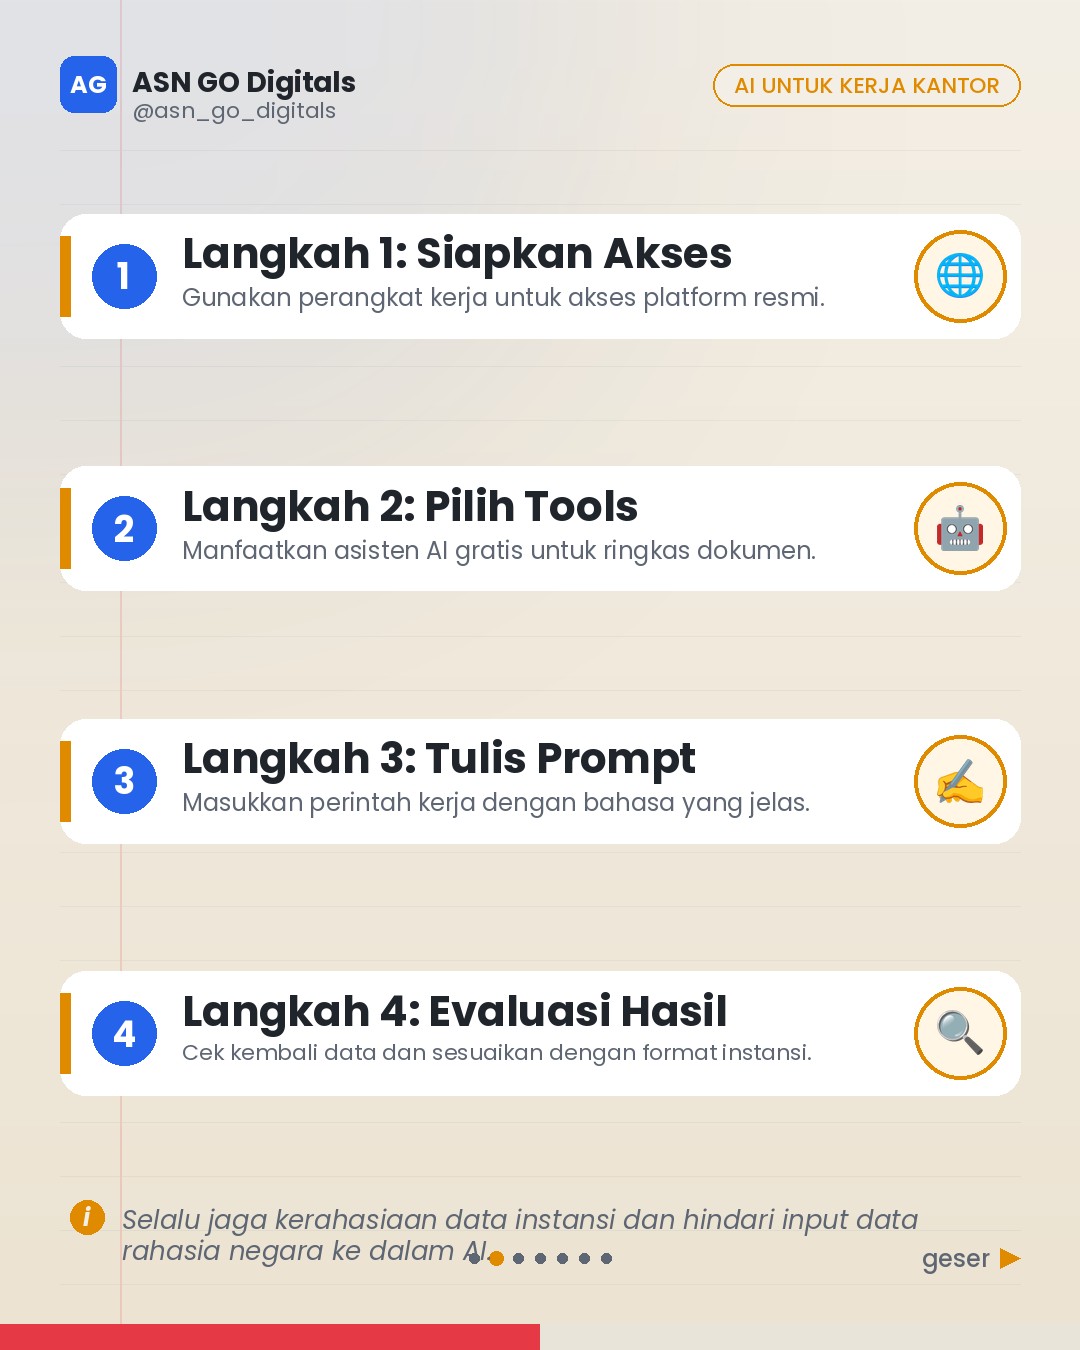 AG
ASN GO Digitals
@asn_go_digitals
AI UNTUK KERJA KANTOR
1
Langkah 1: Siapkan Akses
Gunakan perangkat kerja untuk akses platform resmi.
2
Langkah 2: Pilih Tools
Manfaatkan asisten AI gratis untuk ringkas dokumen.
3
Langkah 3: Tulis Prompt
Masukkan perintah kerja dengan bahasa yang jelas.
4
Langkah 4: Evaluasi Hasil
Cek kembali data dan sesuaikan dengan format instansi.
i
Selalu jaga kerahasiaan data instansi dan hindari input data
rahasia negara ke dalam AI.
geser